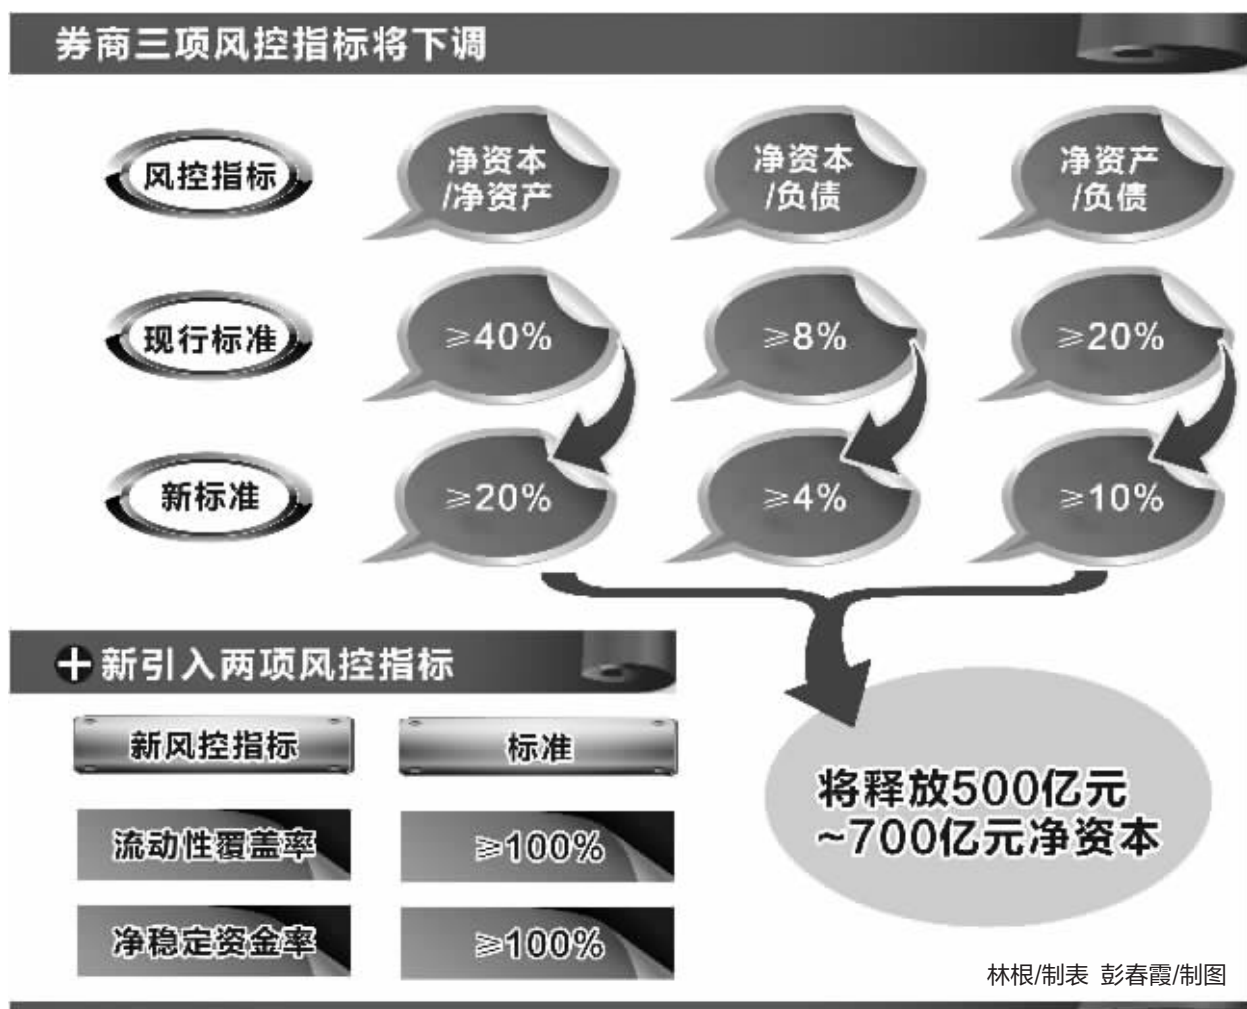 券商三项风控指标将下调
风控指标
净资本
/净资产
净资本
/负债
净资产
/负债
现行标准
≥40%
≥8%
≥20%
新标准
≥20%
≥4%
≥10%
新引入两项风控指标
新风控指标
标准
流动性覆盖率
≥100%
净稳定资金率
≥100%
将释放500亿元
~700亿元净资本
林根/制表 彭春霞/制图